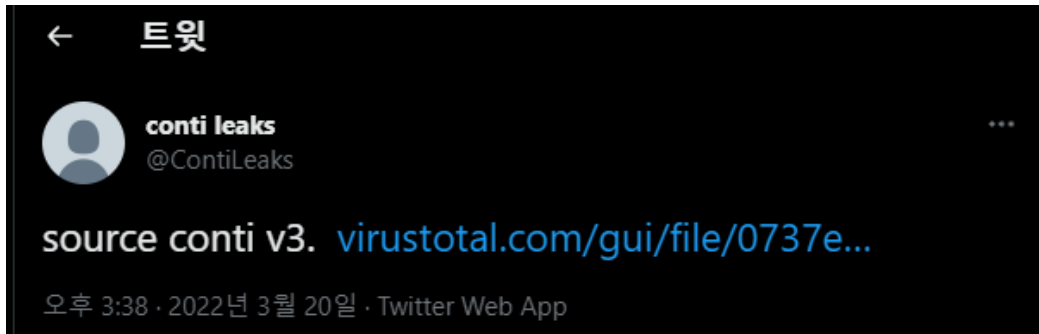 ← 트윗
conti leaks
@ContiLeaks
source conti v3. virustotal.com/gui/file/0737e...
오후 3:38 · 2022년 3월 20일 · Twitter Web App